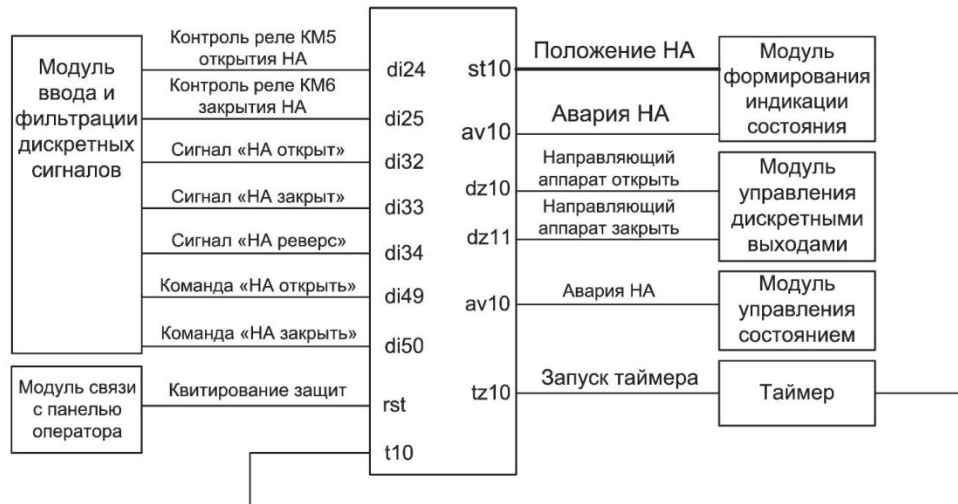 Модуль
ввода и
фильтрации
дискретных
сигналов
Контроль реле КМ5
открытия НА
Контроль реле КМ6
закрытия НА
Сигнал «НА открыт»
Сигнал «НА закрыт»
Сигнал «НА реверс»
Команда «НА открыть»
Команда «НА закрыть»
Модуль связи
с панелью
оператора
Квитирование защит
di24
di25
di32
di33
di34
di49
di50
rst
t10
st10
av10
dz10
dz11
av10
tz10
Положение НА
Авария НА
Направляющий
аппарат открыть
Направляющий
аппарат закрыть
Авария НА
Запуск таймера
Модуль
формирования
индикации
состояния
Модуль
управления
дискретными
выходами
Модуль
управления
состоянием
Таймер